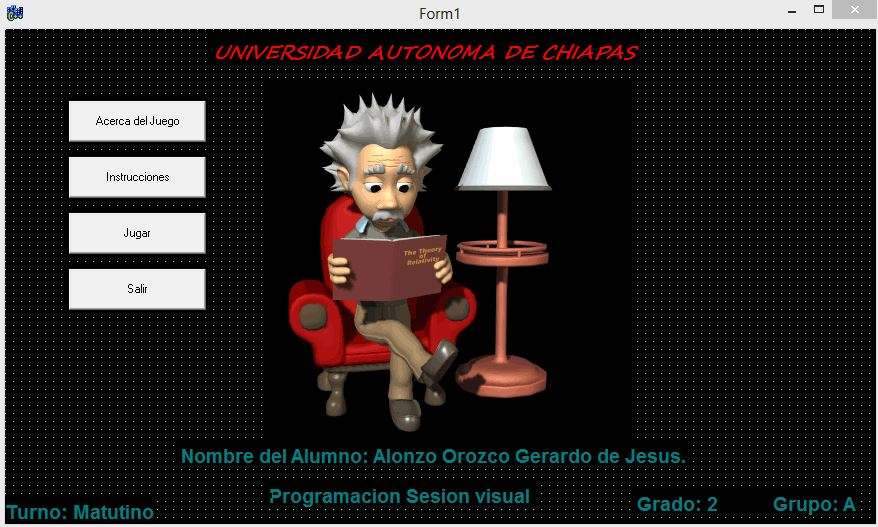 Form1
UNIVERSIDAD AUTONOMA DE CHIAPAS
Acerca del Juego
Instrucciones
Jugar
Salir
The Theory
of
Relativity
Nombre del Alumno: Alonzo Orozco Gerardo de Jesus.
Programacion Sesion visual
Turno: Matutino
Grado: 2
Grupo: A